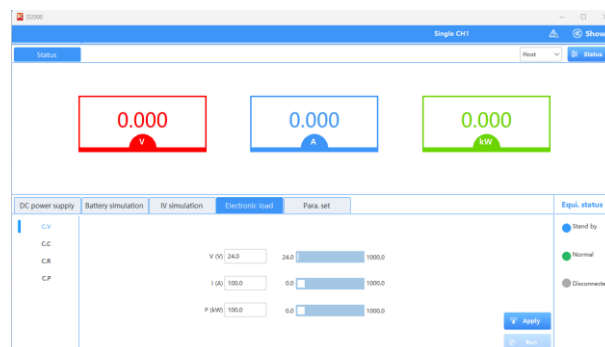 D2000
Single CH1
Show
Status
Host
Status
0.000
0.000
0.000
V
A
kW
DC power supply
Battery simulation
IV simulation
Electronic load
Para. set
Equi. status
C.V
C.C
C.R
C.P
V (V) 24.0 24.0 1000.0
I (A) 100.0 0.0 1000.0
P (kW) 100.0 0.0 1000.0
Stand by
Normal
Disconnecte
Apply
Run